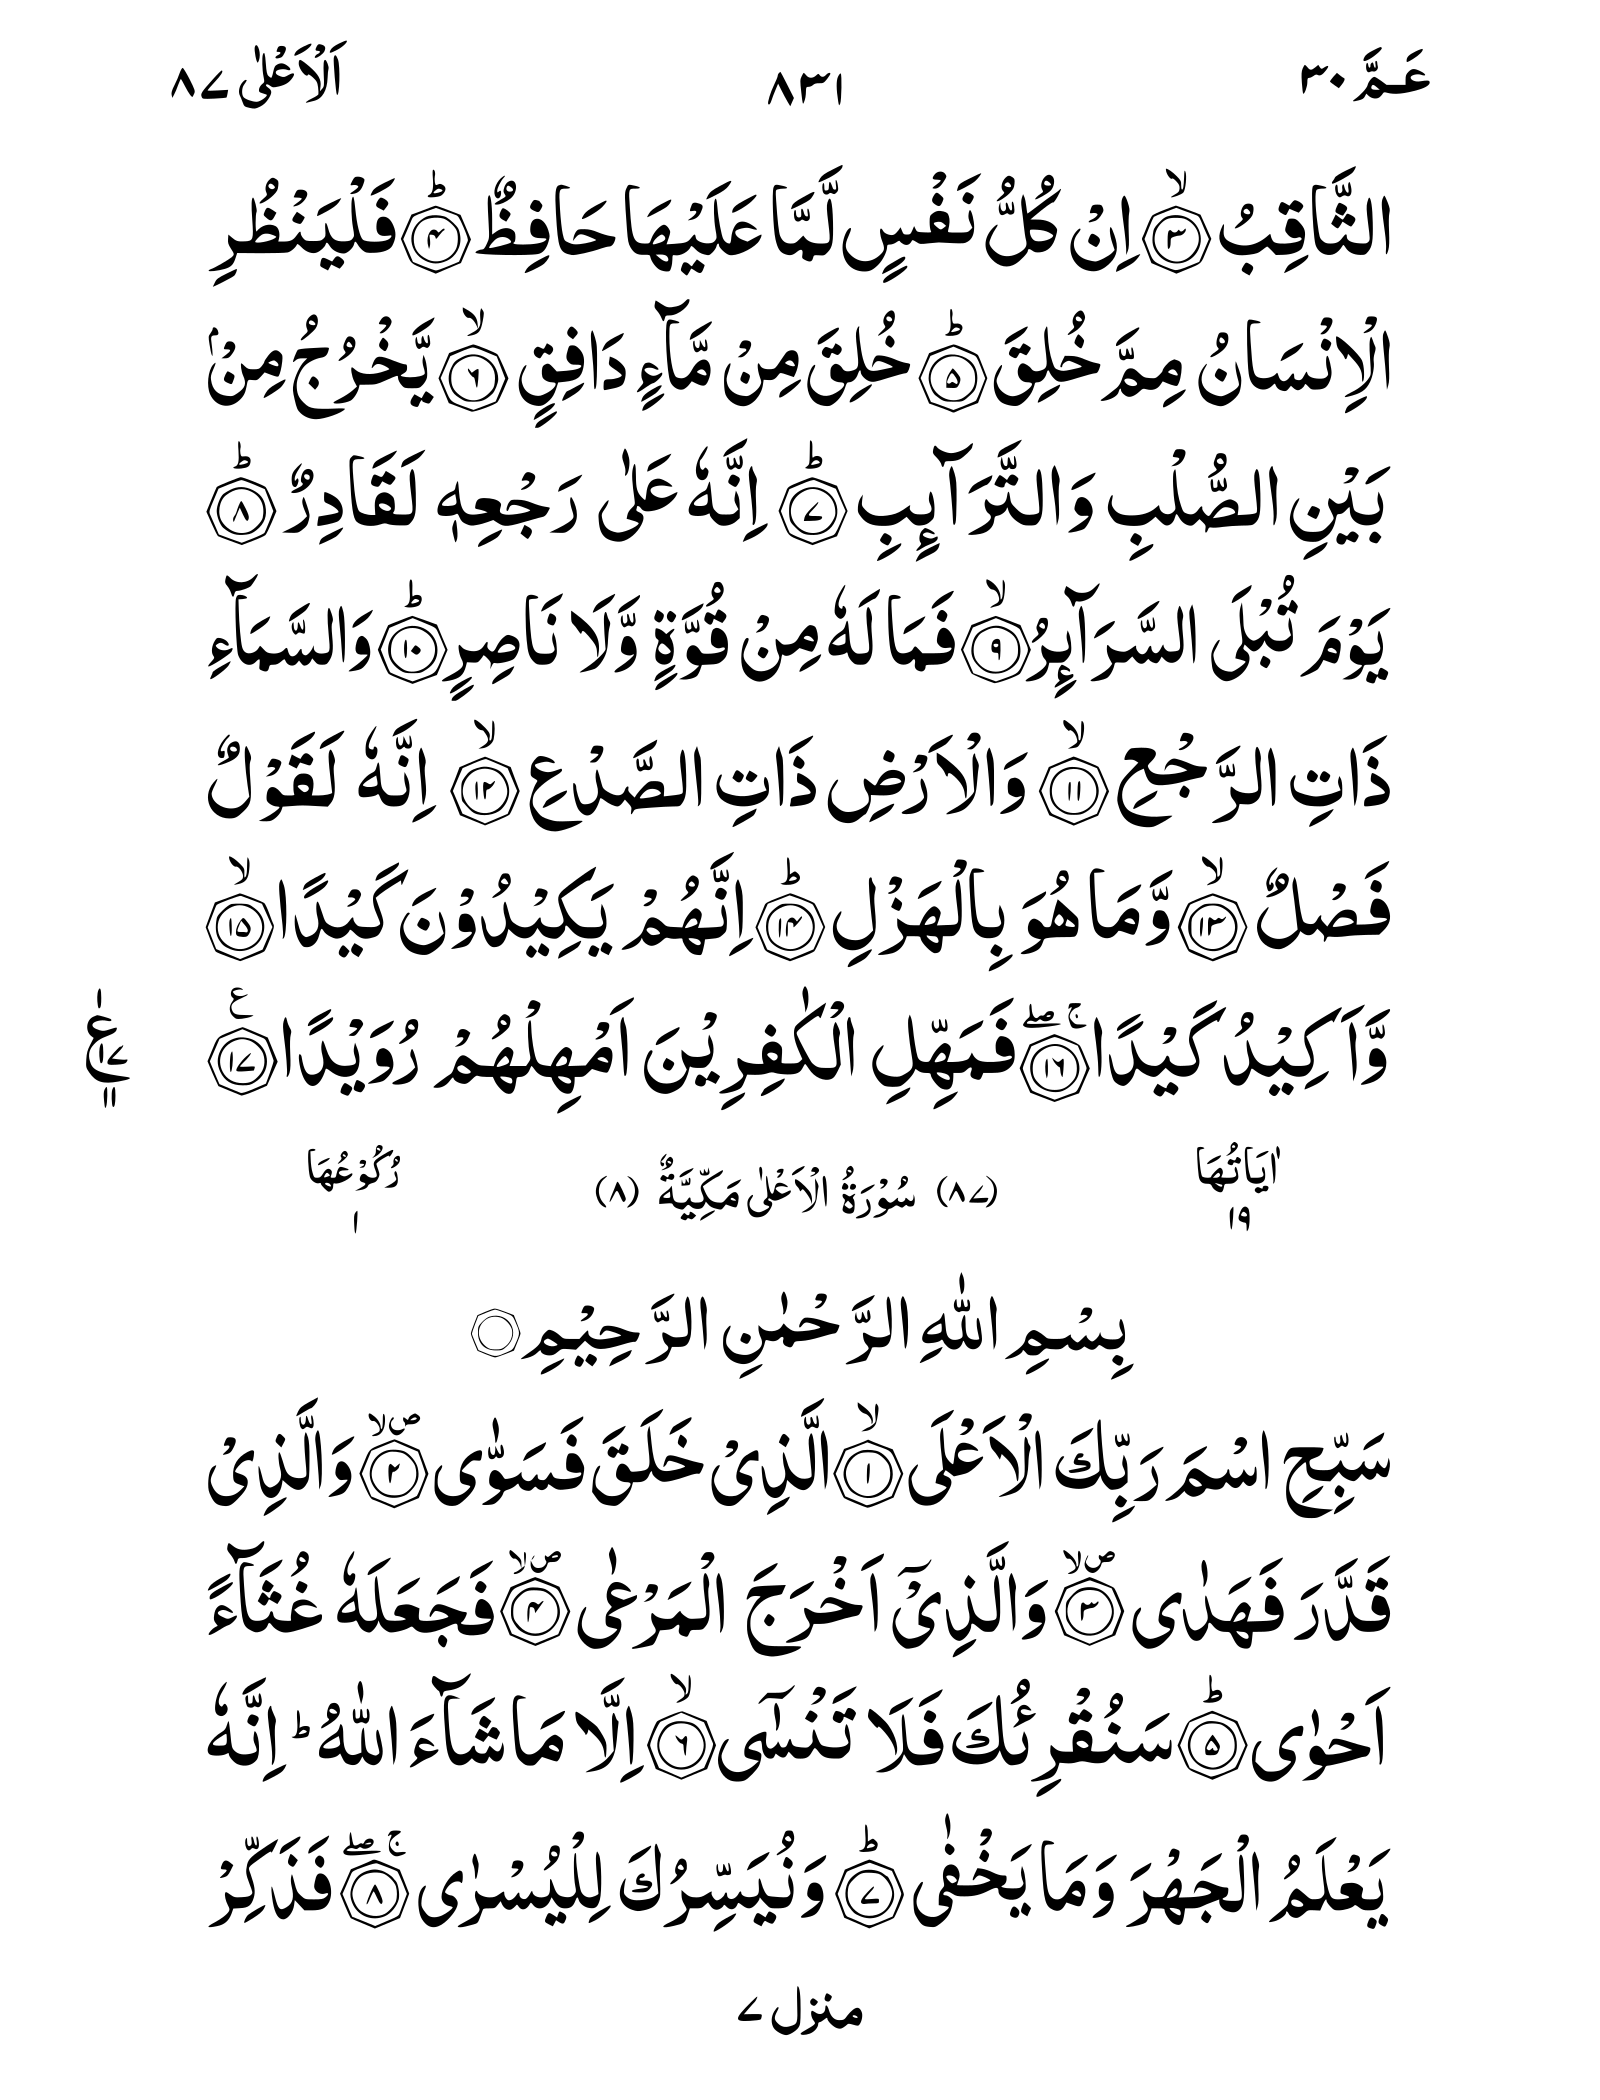 عَمَّ ٣٠ ٨٣١ اَلْاَعْلٰى ٨٧
الثَّاقِبُ ۙ﴿٣﴾ اِنْ كُلُّ نَفْسٍ لَّمَّا عَلَيْهَا حَافِظٌ ؕ﴿٤﴾ فَلْيَنْظُرِ
الْاِنْسَانُ مِمَّ خُلِقَ ؕ﴿٥﴾ خُلِقَ مِنْ مَّآءٍ دَافِقٍ ۙ﴿٦﴾ يَّخْرُجُ مِنْۢ
بَيْنِ الصُّلْبِ وَالتَّرَآئِبِ ؕ﴿٧﴾ اِنَّهٗ عَلٰى رَجْعِهٖ لَقَادِرٌ ؕ﴿٨﴾
يَوْمَ تُبْلَى السَّرَآئِرُ ۙ﴿٩﴾ فَمَا لَهٗ مِنْ قُوَّةٍ وَّلَا نَاصِرٍ ؕ﴿١٠﴾ وَالسَّمَآءِ
ذَاتِ الرَّجْعِ ۙ﴿١١﴾ وَالْاَرْضِ ذَاتِ الصَّدْعِ ۙ﴿١٢﴾ اِنَّهٗ لَقَوْلٌ
فَصْلٌ ۙ﴿١٣﴾ وَّمَا هُوَ بِالْهَزْلِ ؕ﴿١٤﴾ اِنَّهُمْ يَكِيْدُوْنَ كَيْدًا ۙ﴿١٥﴾
وَّاَكِيْدُ كَيْدًا ۖۚ﴿١٦﴾ فَمَهِّلِ الْكٰفِرِيْنَ اَمْهِلْهُمْ رُوَيْدًا ﴿١٧﴾ ع ١ ع ١٧ ١١
اٰيَاتُهَا ١٩ (٨٧) سُوْرَةُ الْاَعْلٰى مَكِّيَّةٌ (٨) رُكُوْعُهَا ١
بِسْمِ اللّٰهِ الرَّحْمٰنِ الرَّحِيْمِ ۝
سَبِّحِ اسْمَ رَبِّكَ الْاَعْلَى ۙ﴿١﴾ الَّذِىْ خَلَقَ فَسَوّٰى ۪ۙ﴿٢﴾ وَالَّذِىْ
قَدَّرَ فَهَدٰى ۪ۙ﴿٣﴾ وَالَّذِىْۤ اَخْرَجَ الْمَرْعٰى ۪ۙ﴿٤﴾ فَجَعَلَهٗ غُثَآءً
اَحْوٰى ؕ﴿٥﴾ سَنُقْرِئُكَ فَلَا تَنْسٰٓى ۙ﴿٦﴾ اِلَّا مَا شَآءَ اللّٰهُ ؕ اِنَّهٗ
يَعْلَمُ الْجَهْرَ وَمَا يَخْفٰى ؕ﴿٧﴾ وَنُيَسِّرُكَ لِلْيُسْرٰى ۖۚ﴿٨﴾ فَذَكِّرْ
منزل ٧